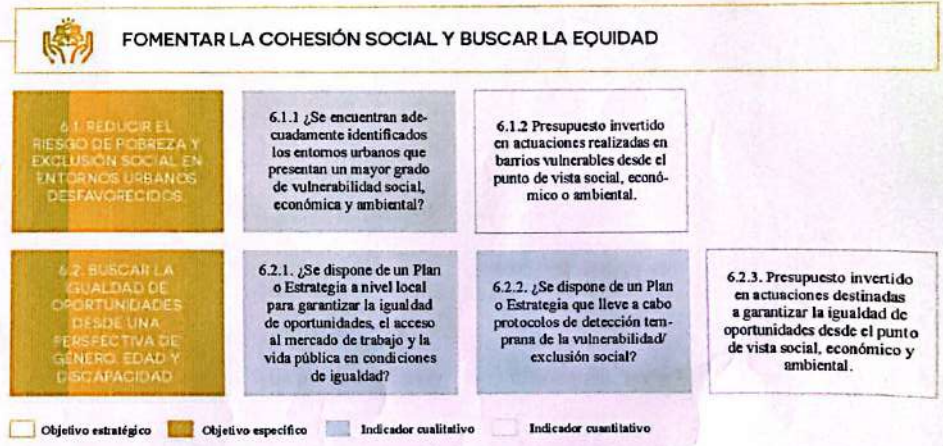 FOMENTAR LA COHESIÓN SOCIAL Y BUSCAR LA EQUIDAD
6.1. REDUCIR EL
RIESGO DE POBREZA Y
EXCLUSIÓN SOCIAL EN
ENTORNOS URBANOS
DESFAVORECIDOS
6.1.1 ¿Se encuentran ade-
cuadamente identificados
los entornos urbanos que
presentan un mayor grado
de vulnerabilidad social,
económica y ambiental?
6.1.2 Presupuesto invertido
en actuaciones realizadas en
barrios vulnerables desde el
punto de vista social, econó-
mico o ambiental.
6.2. BUSCAR LA
IGUALDAD DE
OPORTUNIDADES
DESDE UNA
PERSPECTIVA DE
GÉNERO, EDAD Y
DISCAPACIDAD
6.2.1. ¿Se dispone de un Plan
o Estrategia a nivel local
para garantizar la igualdad
de oportunidades, el acceso
al mercado de trabajo y la
vida pública en condiciones
de igualdad?
6.2.2. ¿Se dispone de un Plan
o Estrategia que lleve a cabo
protocolos de detección tem-
prana de la vulnerabilidad/
exclusión social?
6.2.3. Presupuesto invertido
en actuaciones destinadas
a garantizar la igualdad de
oportunidades desde el punto
de vista social, económico y
ambiental.
Objetivo estratégico Objetivo específico Indicador cualitativo Indicador cuantitativo